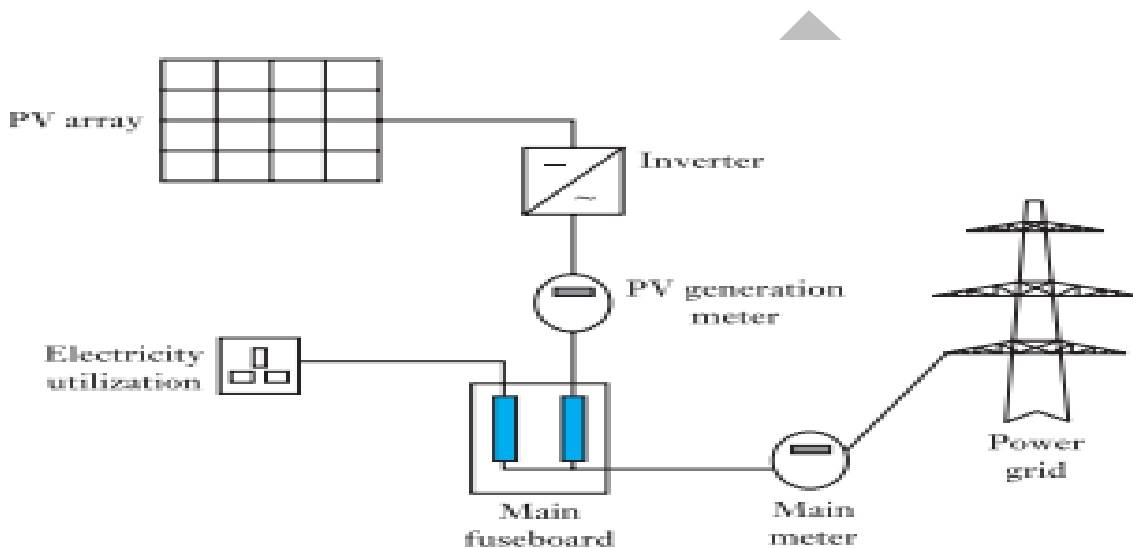 PV array
Inverter
PV generation
meter
Electricity
utilization
Main
fuseboard
Main
meter
Power
grid